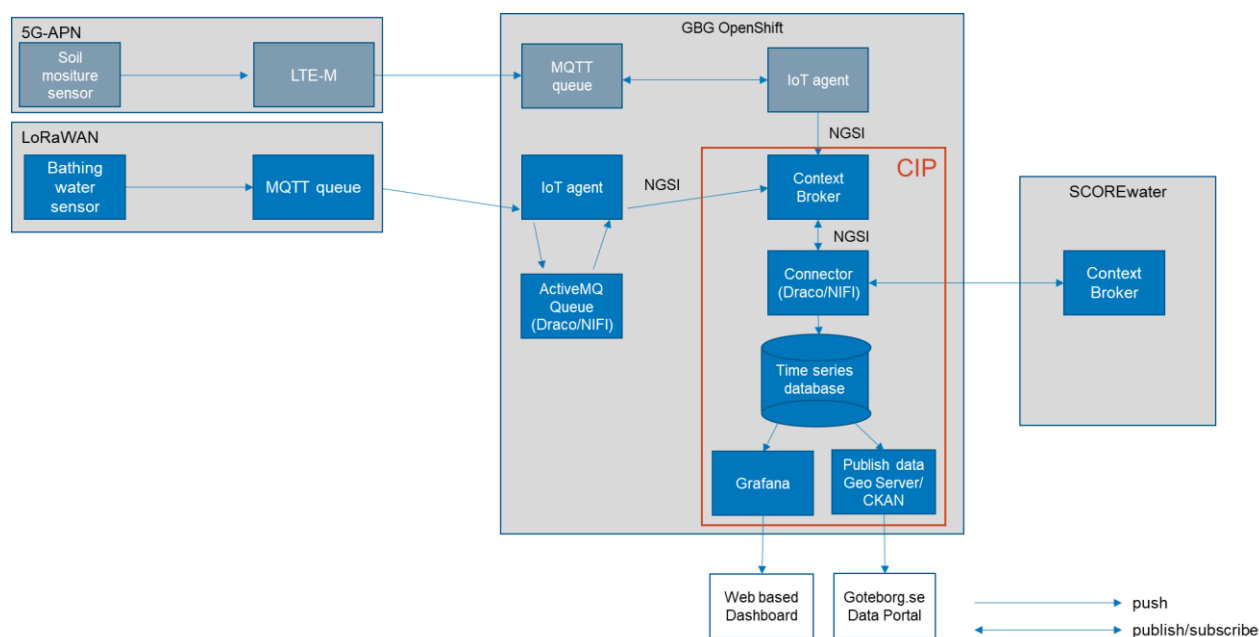 5G-APN
Soil
mositure
sensor
LTE-M
LoRaWAN
Bathing
water
sensor
MQTT queue
GBG OpenShift
MQTT
queue
IoT agent
NGSI
IoT agent
NGSI
ActiveMQ
Queue
(Draco/NIFI)
CIP
Context
Broker
NGSI
Connector
(Draco/NIFI)
Time series
database
Grafana
Publish data
Geo Server/
CKAN
SCOREwater
Context
Broker
Web based
Dashboard
Goteborg.se
Data Portal
push
publish/subscribe